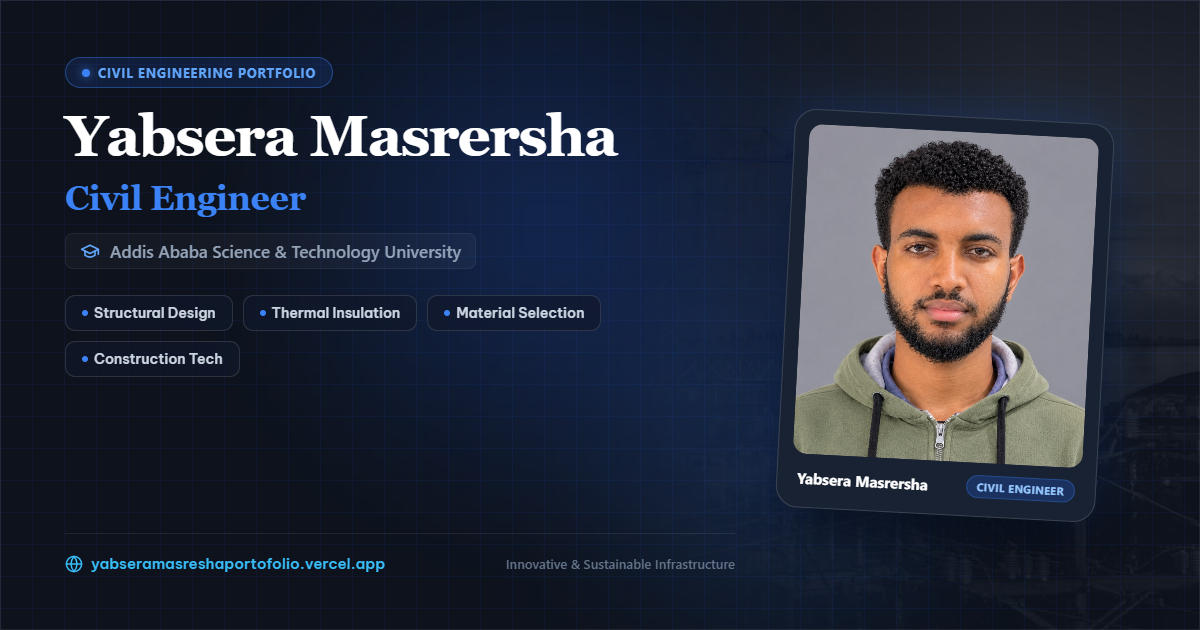 CIVIL ENGINEERING PORTFOLIO
Yabsera Masrersha
Civil Engineer
Addis Ababa Science & Technology University
Structural Design
Thermal Insulation
Material Selection
Construction Tech
Yabsera Masrersha
CIVIL ENGINEER
yabseramasreshaportofolio.vercel.app
Innovative & Sustainable Infrastructure